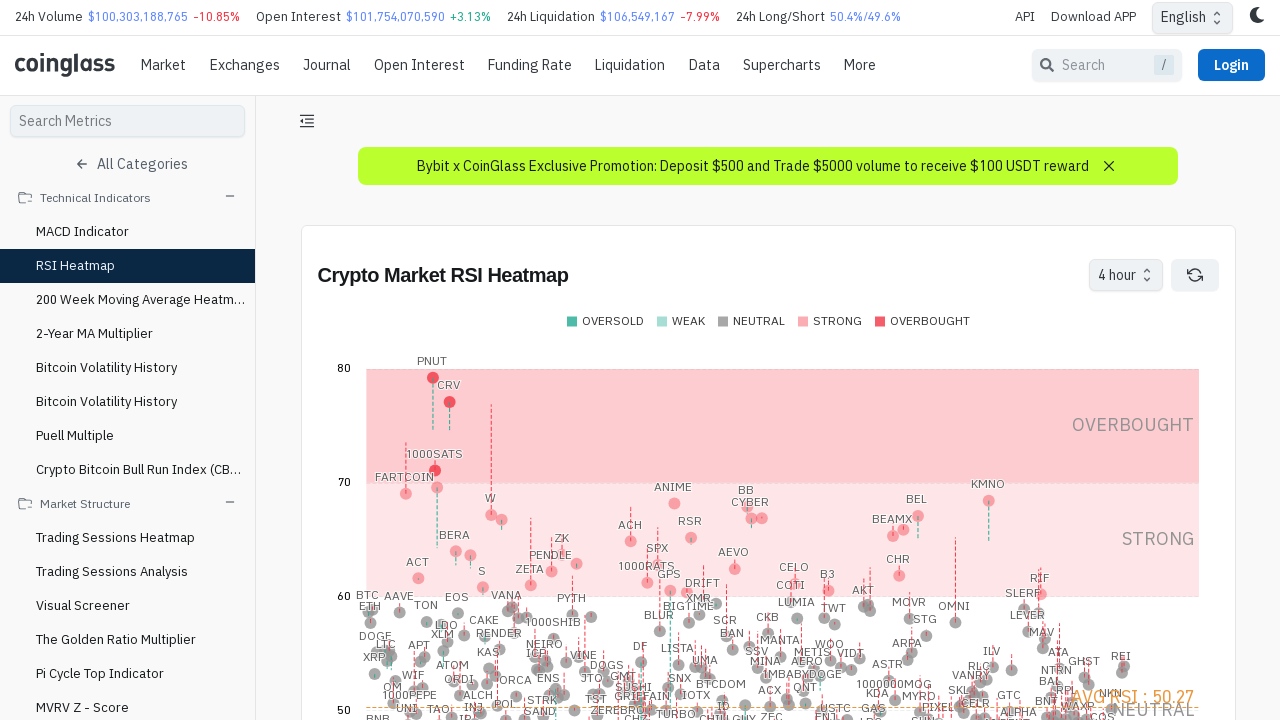 24h Volume $100,303,188,765 -10.85% Open Interest $101,754,070,590 +3.13% 24h Liquidation $106,549,167 -7.99% 24h Long/Short 50.4%/49.6% API Download APP English
coinglass Market Exchanges Journal Open Interest Funding Rate Liquidation Data Supercharts More Search / Login
Search Metrics
All Categories
Technical Indicators
MACD Indicator
RSI Heatmap
200 Week Moving Average Heatm...
2-Year MA Multiplier
Bitcoin Volatility History
Bitcoin Volatility History
Puell Multiple
Crypto Bitcoin Bull Run Index (CB...
Market Structure
Trading Sessions Heatmap
Trading Sessions Analysis
Visual Screener
The Golden Ratio Multiplier
Pi Cycle Top Indicator
MVRV Z - Score
Bybit x CoinGlass Exclusive Promotion: Deposit $500 and Trade $5000 volume to receive $100 USDT reward
Crypto Market RSI Heatmap
4 hour
OVERSOLD WEAK NEUTRAL STRONG OVERBOUGHT
80
PNUT
CRV
OVERBOUGHT
1000SATS
FARTCOIN
70
W
ANIME
BB
CYBER
KMNO
BEL
BEAMX
ACH
RSR
STRONG
BERA
ZK
PENDLE
SPX
AEVO
ACT
S
ZETA
1000RATS
GPS
CELO
B3
CHR
DRIFT
COTI
AKT
RIF
60
BTC
ETH
AAVE
TON
EOS
VANA
PYTH
XMR
BIGTIME
LUMIA
TWT
MOVR
OMNI
SLERF
LEVER
CAKE
1000SHIB
BLUR
SCR
CKB
STG
DOGE
LTC
XRP
APT
XLM
RENDER
KAS
NEIRO
ICP
VINE
DF
LISTA
BAN
MANTA
SSV
MINA
METIS
WOO
VIDT
AERO
ARPA
ASTR
ILV
MAV
ATA
GHST
REI
WIF
ATOM
ORDI
ORCA
ENS
JTO
DOGS
GMT
SUSHI
SNX
UMA
IMBABYDOGE
1000000MOG
RLC
VANRY
NTRN
BAL
OM
1000PEPE
ALCH
INJ
STRK
TST
GRIFFAIN
IOTX
ACX
QNT
KDA
MYRO
GTC
NKN
AVG RSI : 50.27
NEUTRAL
50
UNI
TAO
POL
SAND
ZEREBRO
TURBO
ID
ZEC
USTC
GAS
PIXEL
CELR
ALPHA
BNT
WAXP
BNB